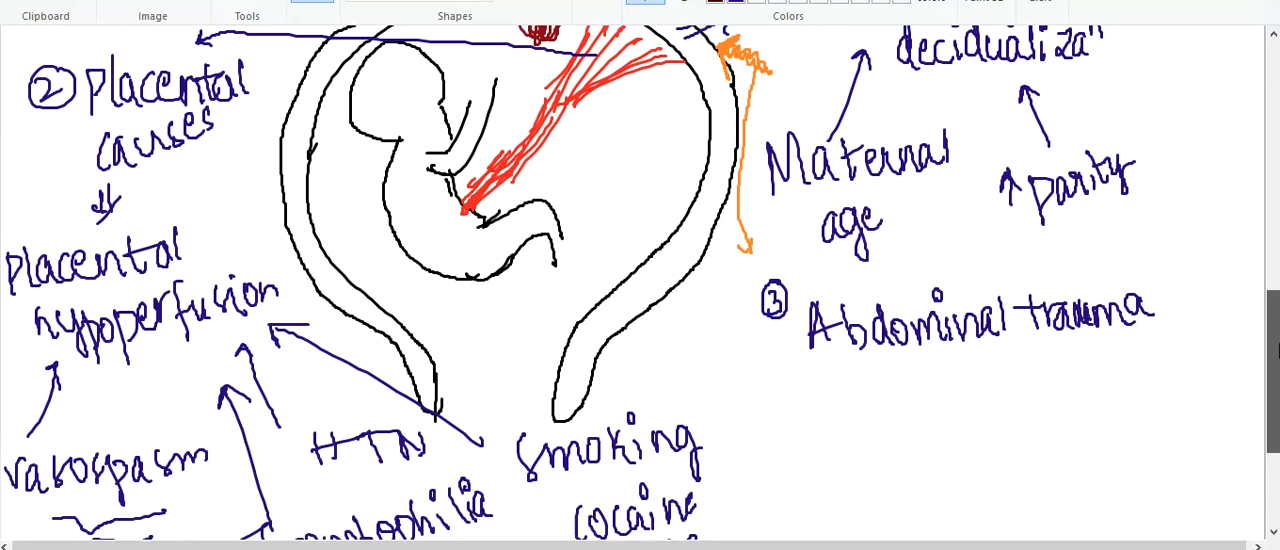 Clipboard
Image
Tools
Shapes
Colors
② Placental
causes
Placental
hypoperfusion
vasospasm
HTN
smoking
cocaine
decidualiza"
Maternal
age
↑ parity
③ Abdominal trauma